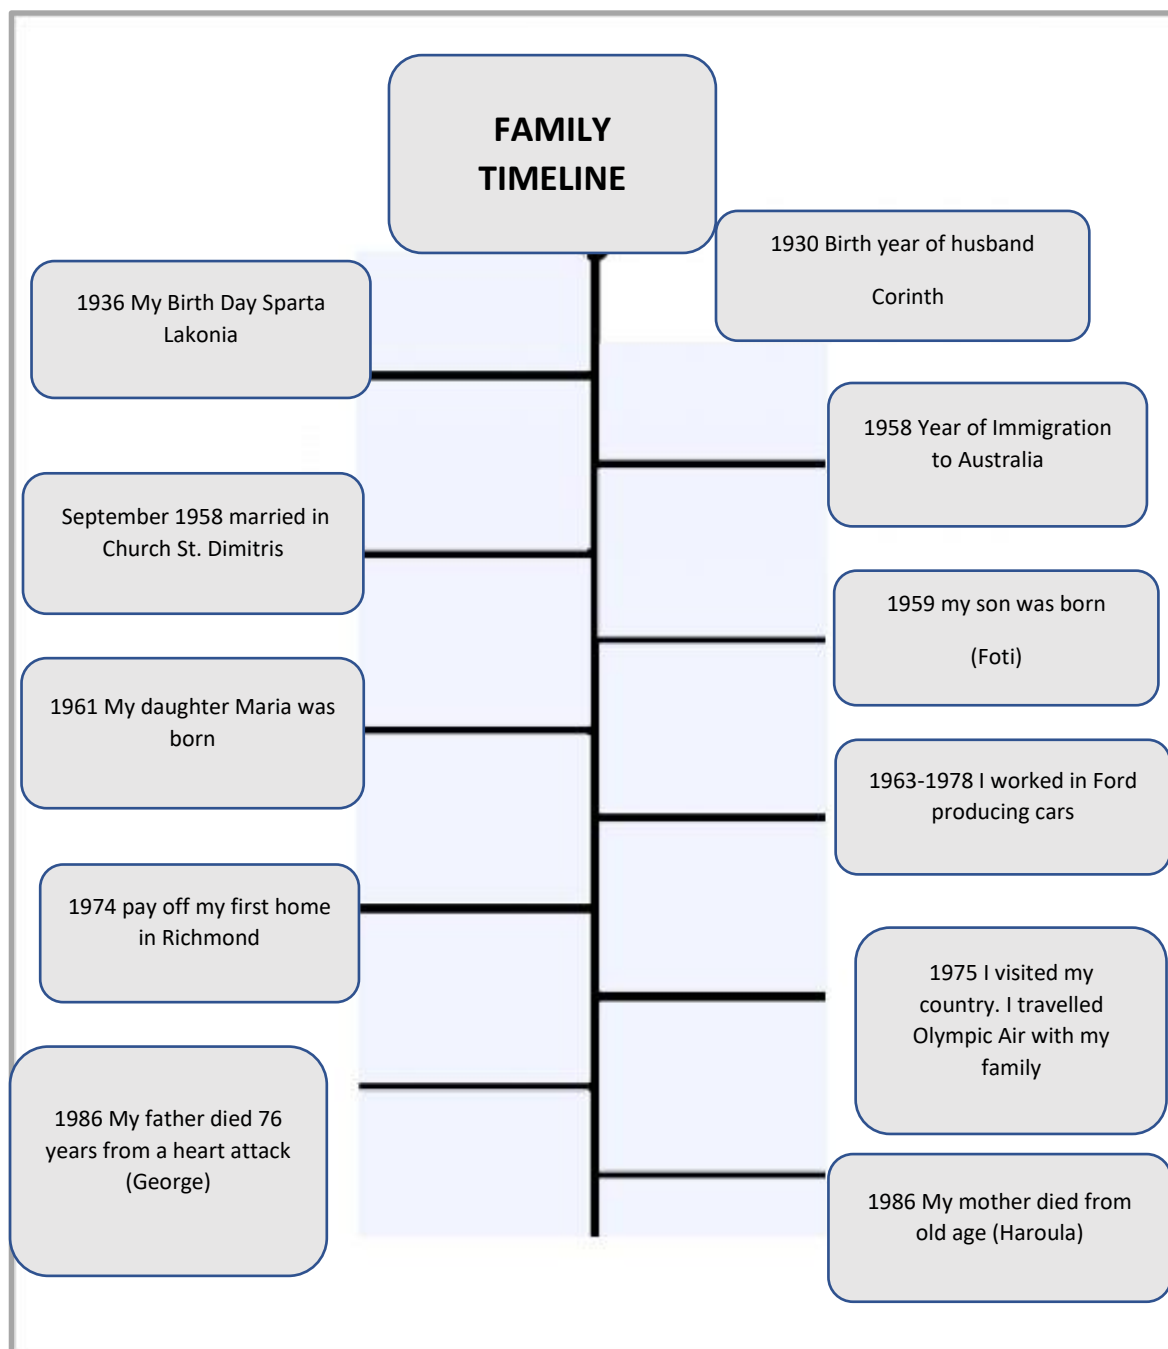 FAMILY
TIMELINE
1930 Birth year of husband
Corinth
1936 My Birth Day Sparta
Lakonia
1958 Year of Immigration
to Australia
September 1958 married in
Church St. Dimitris
1959 my son was born
(Foti)
1961 My daughter Maria was
born
1963-1978 I worked in Ford
producing cars
1974 pay off my first home
in Richmond
1975 I visited my
country. I travelled
Olympic Air with my
family
1986 My father died 76
years from a heart attack
(George)
1986 My mother died from
old age (Haroula)